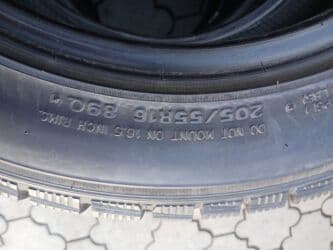 205/55R16 89Q
DO NOT MOUNT ON 16.5 INCH RIMS.